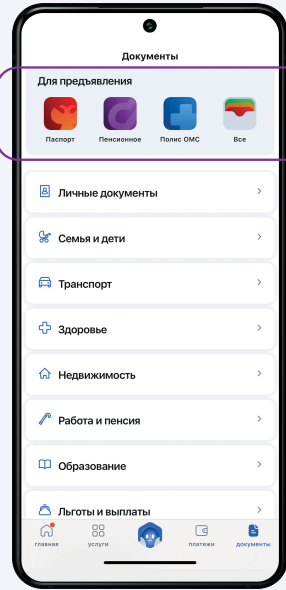 Документы
Для предъявления
Паспорт Пенсионное Полис ОМС Все
Личные документы
Семья и дети
Транспорт
Здоровье
Недвижимость
Работа и пенсия
Образование
Льготы и выплаты
главная услуги платежи документы